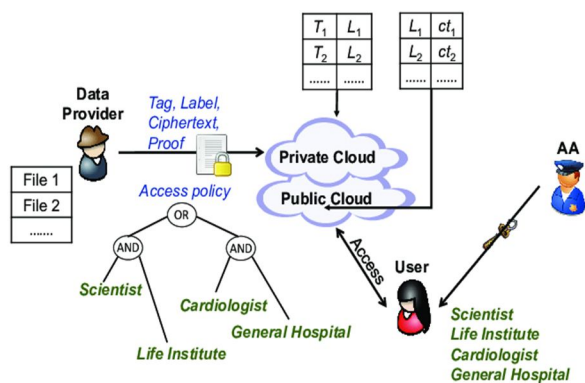 T1 L1
T2 L2
...... ......
L1 ct1
L2 ct2
...... ......
Data
Provider
Tag, Label,
Ciphertext,
Proof
File 1
File 2
.......
Private Cloud
Public Cloud
AA
Access policy
OR
AND
AND
Scientist
Life Institute
Cardiologist
General Hospital
Access
User
Scientist
Life Institute
Cardiologist
General Hospital